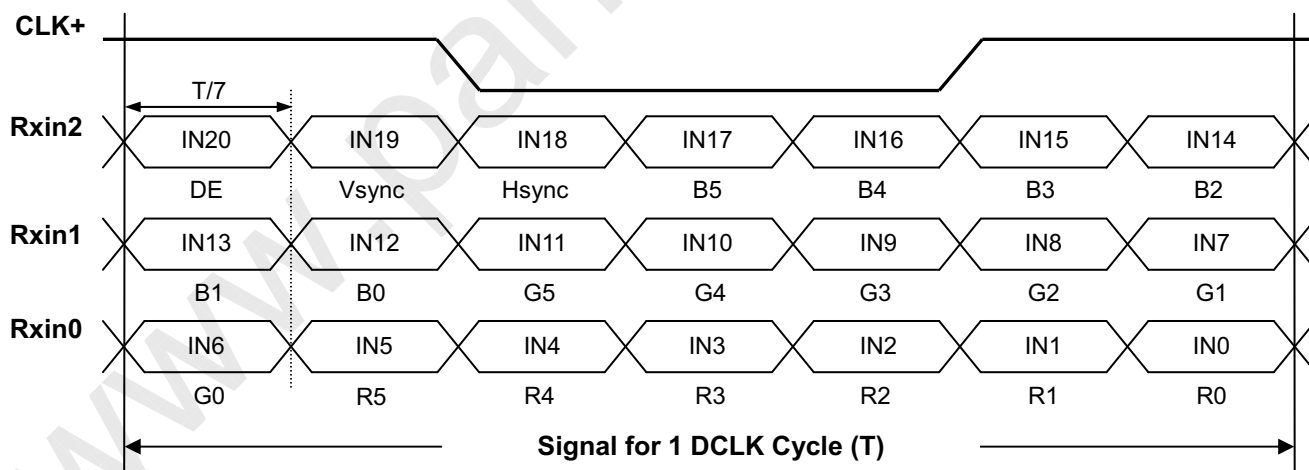 CLK+
T/7
Rxin2 IN20 IN19 IN18 IN17 IN16 IN15 IN14
DE Vsync Hsync B5 B4 B3 B2
Rxin1 IN13 IN12 IN11 IN10 IN9 IN8 IN7
B1 B0 G5 G4 G3 G2 G1
Rxin0 IN6 IN5 IN4 IN3 IN2 IN1 IN0
G0 R5 R4 R3 R2 R1 R0
Signal for 1 DCLK Cycle (T)